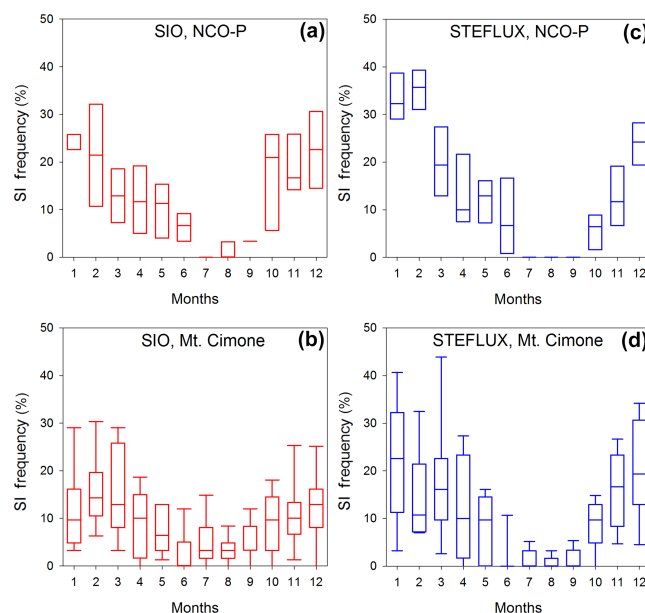 SIO, NCO-P (a)
50
40
30
20
10
0
SI frequency (%)
1 2 3 4 5 6 7 8 9 10 11 12
Months
STEFLUX, NCO-P (c)
50
40
30
20
10
0
SI frequency (%)
1 2 3 4 5 6 7 8 9 10 11 12
Months
SIO, Mt. Cimone (b)
50
40
30
20
10
0
SI frequency (%)
1 2 3 4 5 6 7 8 9 10 11 12
Months
STEFLUX, Mt. Cimone (d)
50
40
30
20
10
0
SI frequency (%)
1 2 3 4 5 6 7 8 9 10 11 12
Months